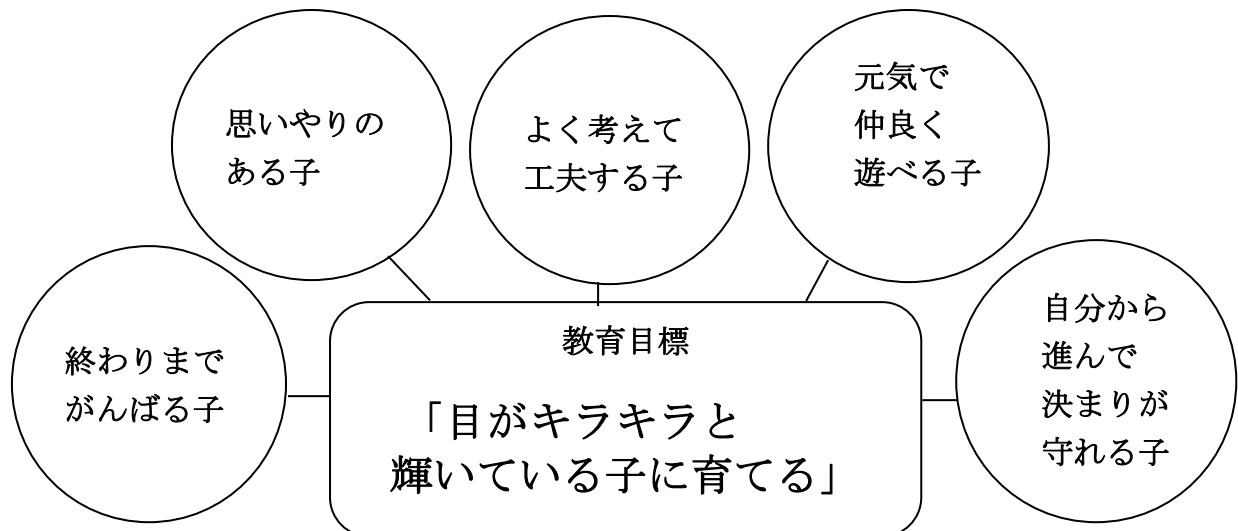 思いやりの
ある子
よく考えて
工夫する子
元気で
仲良く
遊べる子
終わりまで
がんばる子
自分から
進んで
決まりが
守れる子
教育目標
「目がキラキラと
輝いている子に育てる」